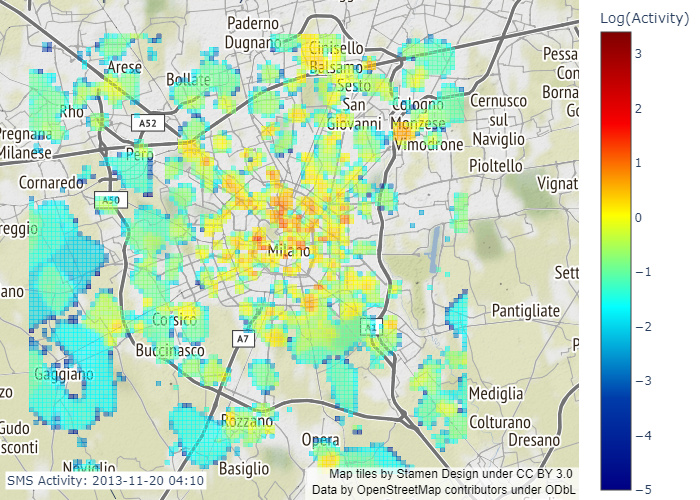 Log(Activity)
Paderno
Dugnano
Cinisello
Balsamo
Arese
Bollate
Sesto
San
Giovanni
Pessa
Con
Borna
Go
Rho
A52
Cologno
Monzese
Cernusco
sul
Naviglio
Pregnana
Milanese
Pero
Vimodrone
Pioltello
Cornaredo
A50
Vignat
reggio
Milano
Sett
ano
Pantigliate
Corsico
A1
Buccinasco
A7
P
Gaggiano
zo
Mediglia
Rozzano
Colturano
Gudo
sconti
Opera
Dresano
Naviglio
Basiglio
SMS Activity: 2013-11-20 04:10
Map tiles by Stamen Design under CC BY 3.0
Data by OpenStreetMap contributors under ODbL
3
2
1
0
−1
−2
−3
−4
−5